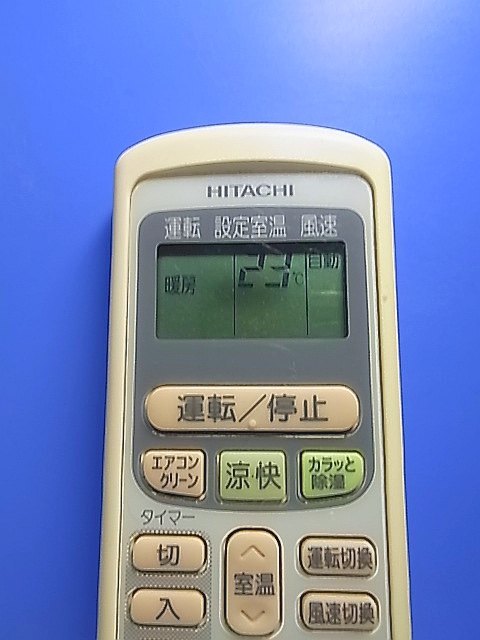 HITACHI
運転 設定室温 風速
23℃ 自動
暖房
運転／停止
エアコン
クリーン
涼快
カラッと
除湿
タイマー
切
室温
運転切換
入
風速切換